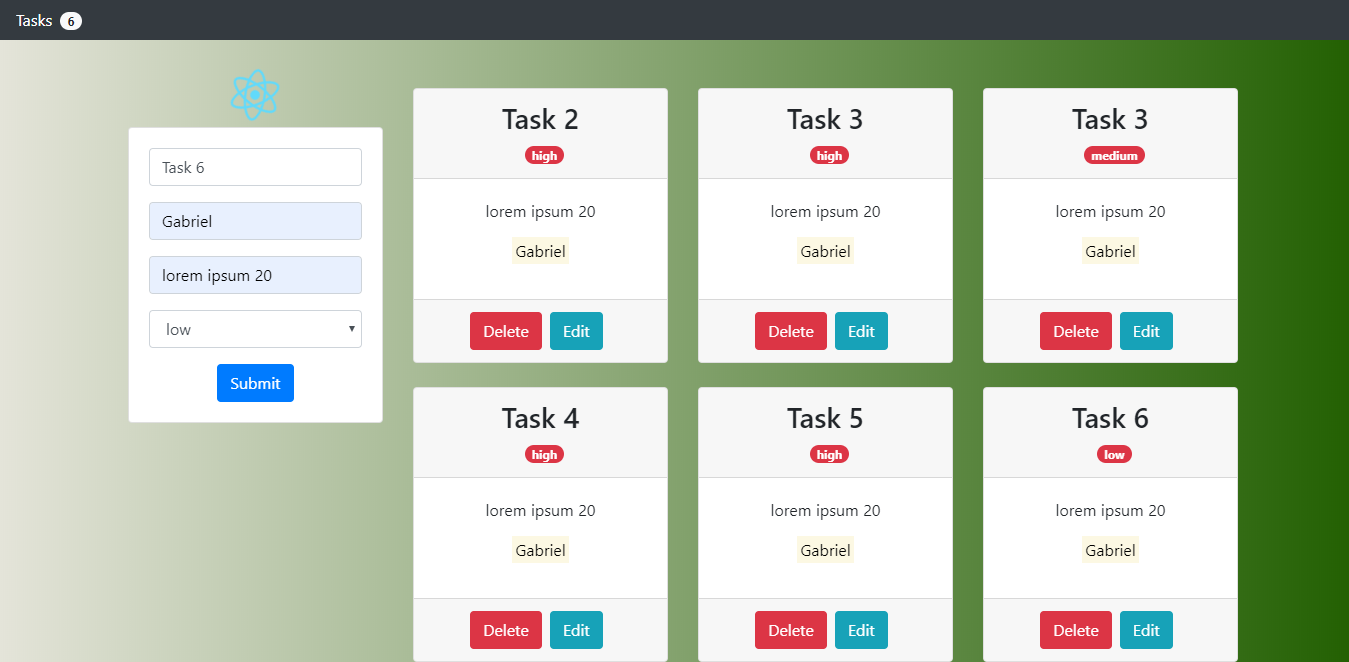 Tasks 6
Task 6
Gabriel
lorem ipsum 20
low
Submit
Task 2
high
lorem ipsum 20
Gabriel
Delete Edit
Task 3
high
lorem ipsum 20
Gabriel
Delete Edit
Task 3
medium
lorem ipsum 20
Gabriel
Delete Edit
Task 4
high
lorem ipsum 20
Gabriel
Delete Edit
Task 5
high
lorem ipsum 20
Gabriel
Delete Edit
Task 6
low
lorem ipsum 20
Gabriel
Delete Edit